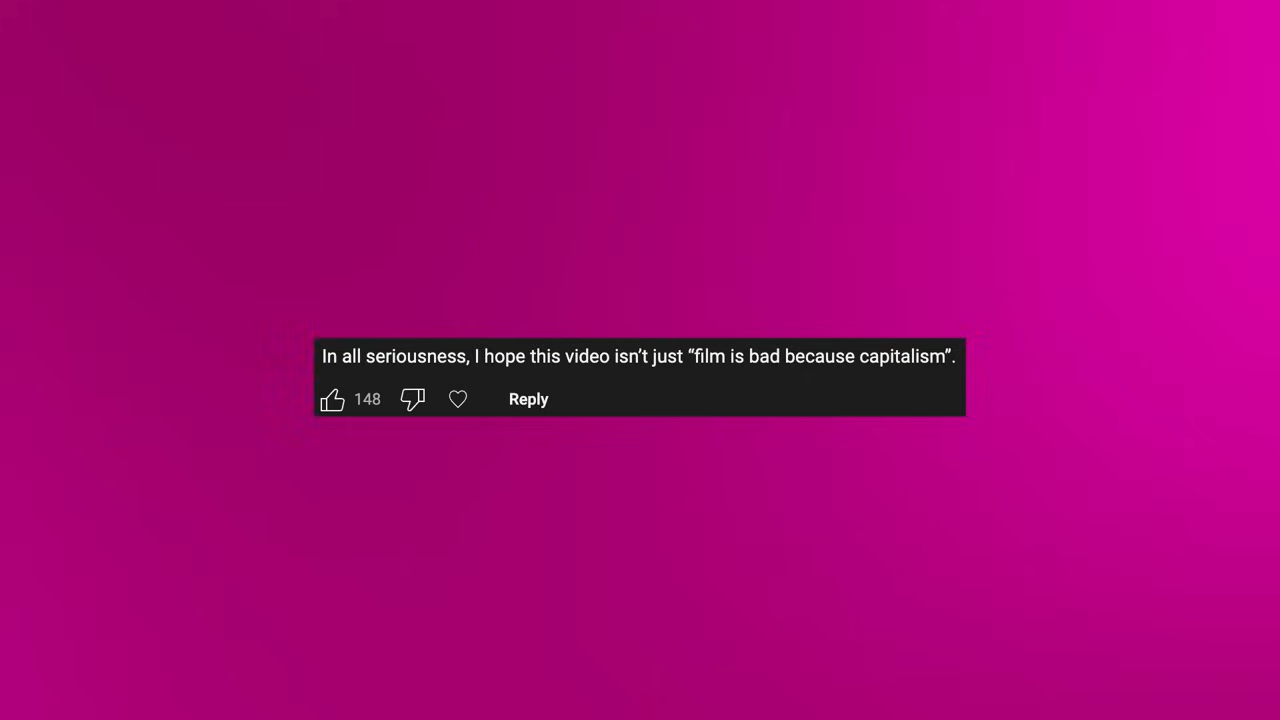 In all seriousness, I hope this video isn’t just “film is bad because capitalism”.
148 Reply